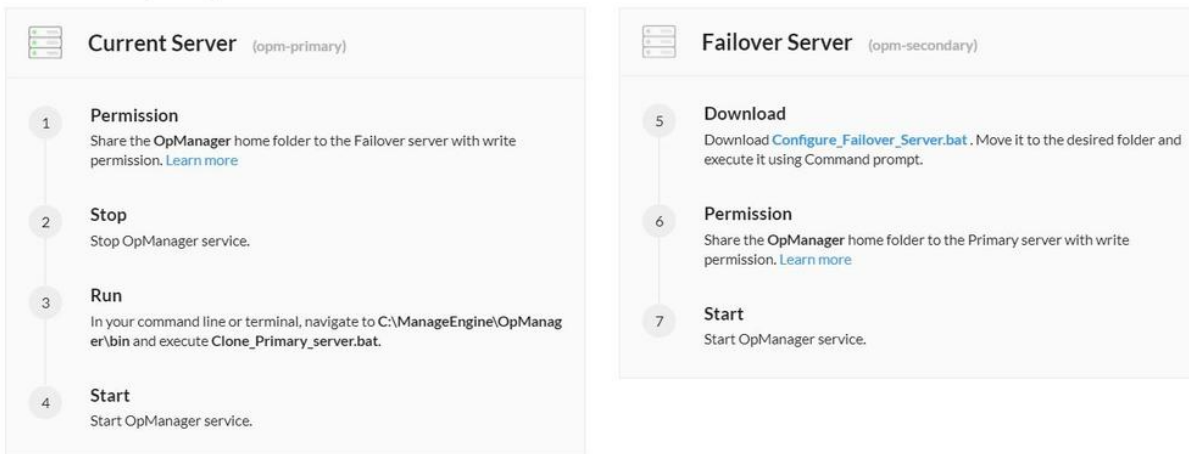 Current Server (opm-primary)
1
Permission
Share the OpManager home folder to the Failover server with write
permission. Learn more
2
Stop
Stop OpManager service.
3
Run
In your command line or terminal, navigate to C:\ManageEngine\OpManag
er\bin and execute Clone_Primary_server.bat.
4
Start
Start OpManager service.
Failover Server (opm-secondary)
5
Download
Download Configure_Failover_Server.bat . Move it to the desired folder and
execute it using Command prompt.
6
Permission
Share the OpManager home folder to the Primary server with write
permission. Learn more
7
Start
Start OpManager service.